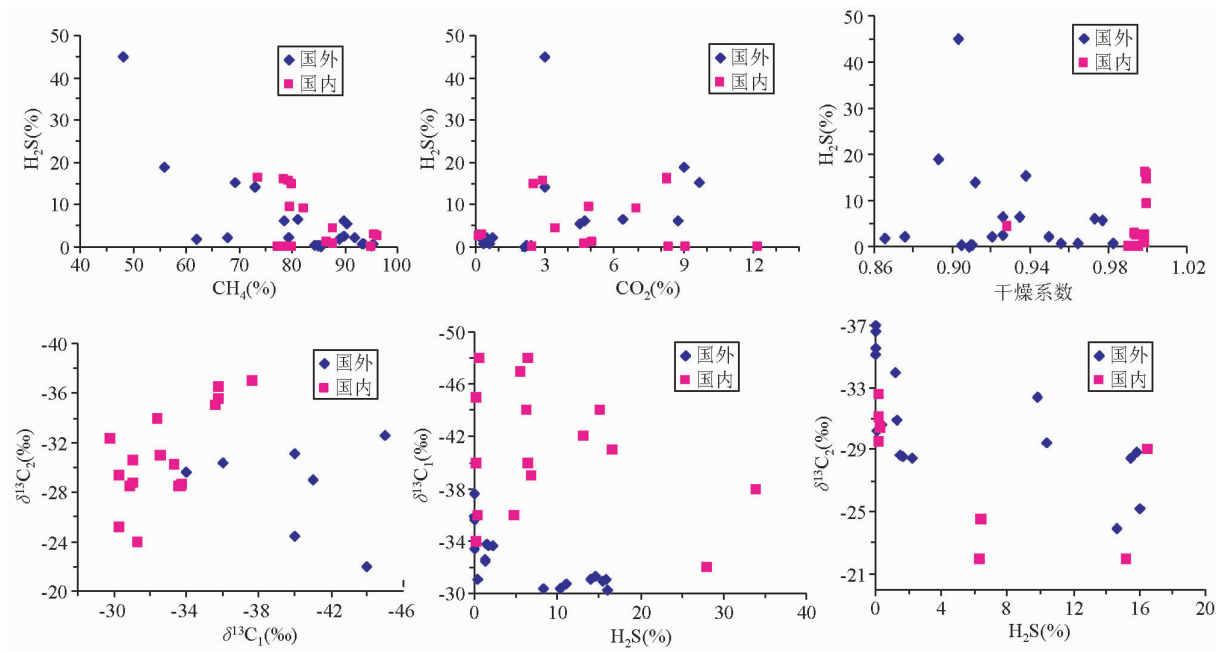 50
40
30
20
10
0
H₂S(%)
40 50 60 70 80 90 100
CH₄(%)
国外
国内
50
40
30
20
10
0
H₂S(%)
0 3 6 9 12
CO₂(%)
国外
国内
50
40
30
20
10
0
H₂S(%)
0.86 0.90 0.94 0.98 1.02
干燥系数
国外
国内
-40
-36
-32
-28
-24
-20
δ¹³C₂(‰)
-30 -34 -38 -42 -46
δ¹³C₁(‰)
国外
国内
-50
-46
-42
-38
-34
-30
δ¹³C₁(‰)
0 10 20 30 40
H₂S(%)
国外
国内
-37
-33
-29
-25
-21
δ¹³C₂(‰)
0 4 8 12 16 20
H₂S(%)
国外
国内